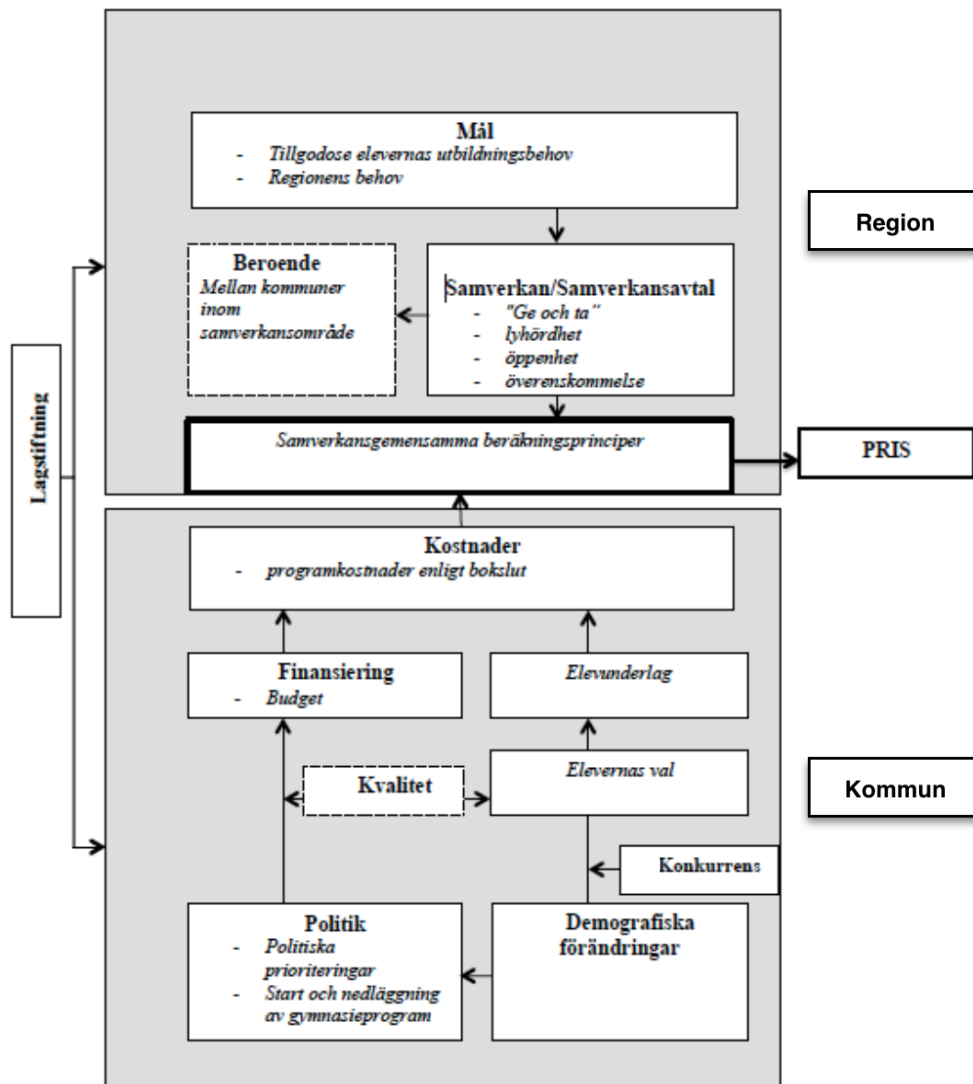 Mål
- Tillgodose elevernas utbildningsbehov
- Regionens behov
Region
Beroende
Mellan kommuner
inom
samverkansområde
Samverkan/Samverkansavtal
- "Ge och ta"
- lyhördhet
- öppenhet
- överenskommelse
Lagstiftning
Samverkansgemensamma beräkningsprinciper
PRIS
Kostnader
- programkostnader enligt bokslut
Finansiering
- Budget
Elevunderlag
Kvalitet
Elevernas val
Kommun
Konkurrens
Politik
- Politiska
prioriteringar
- Start och nedläggning
av gymnasieprogram
Demografiska
förändringar